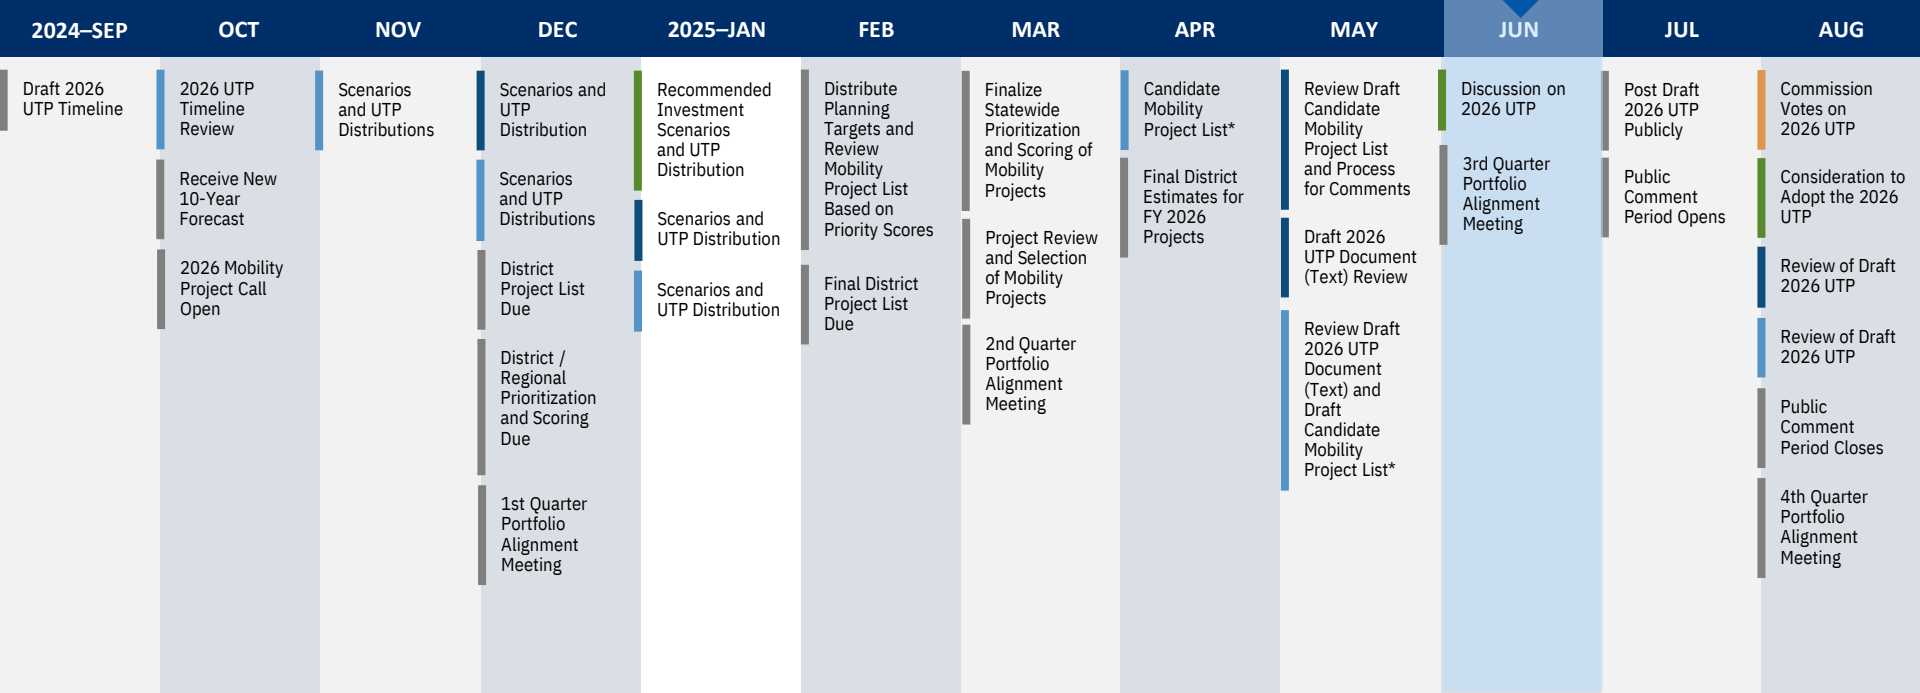 2024–SEP
OCT
NOV
DEC
2025–JAN
FEB
MAR
APR
MAY
JUN
JUL
AUG
Draft 2026
UTP Timeline
2026 UTP
Timeline
Review
Receive New
10-Year
Forecast
2026 Mobility
Project Call
Open
Scenarios
and UTP
Distributions
Scenarios and
UTP
Distribution
Scenarios
and UTP
Distributions
District
Project List
Due
District /
Regional
Prioritization
and Scoring
Due
1st Quarter
Portfolio
Alignment
Meeting
Recommended
Investment
Scenarios
and UTP
Distribution
Scenarios and
UTP Distribution
Scenarios and
UTP Distribution
Distribute
Planning
Targets and
Review
Mobility
Project List
Based on
Priority Scores
Final District
Project List
Due
Finalize
Statewide
Prioritization
and Scoring of
Mobility
Projects
Project Review
and Selection
of Mobility
Projects
2nd Quarter
Portfolio
Alignment
Meeting
Candidate
Mobility
Project List*
Final District
Estimates for
FY 2026
Projects
Review Draft
Candidate
Mobility
Project List
and Process
for Comments
Draft 2026
UTP Document
(Text) Review
Review Draft
2026 UTP
Document
(Text) and
Draft
Candidate
Mobility
Project List*
Discussion on
2026 UTP
3rd Quarter
Portfolio
Alignment
Meeting
Post Draft
2026 UTP
Publicly
Public
Comment
Period Opens
Commission
Votes on
2026 UTP
Consideration to
Adopt the 2026
UTP
Review of Draft
2026 UTP
Review of Draft
2026 UTP
Public
Comment
Period Closes
4th Quarter
Portfolio
Alignment
Meeting